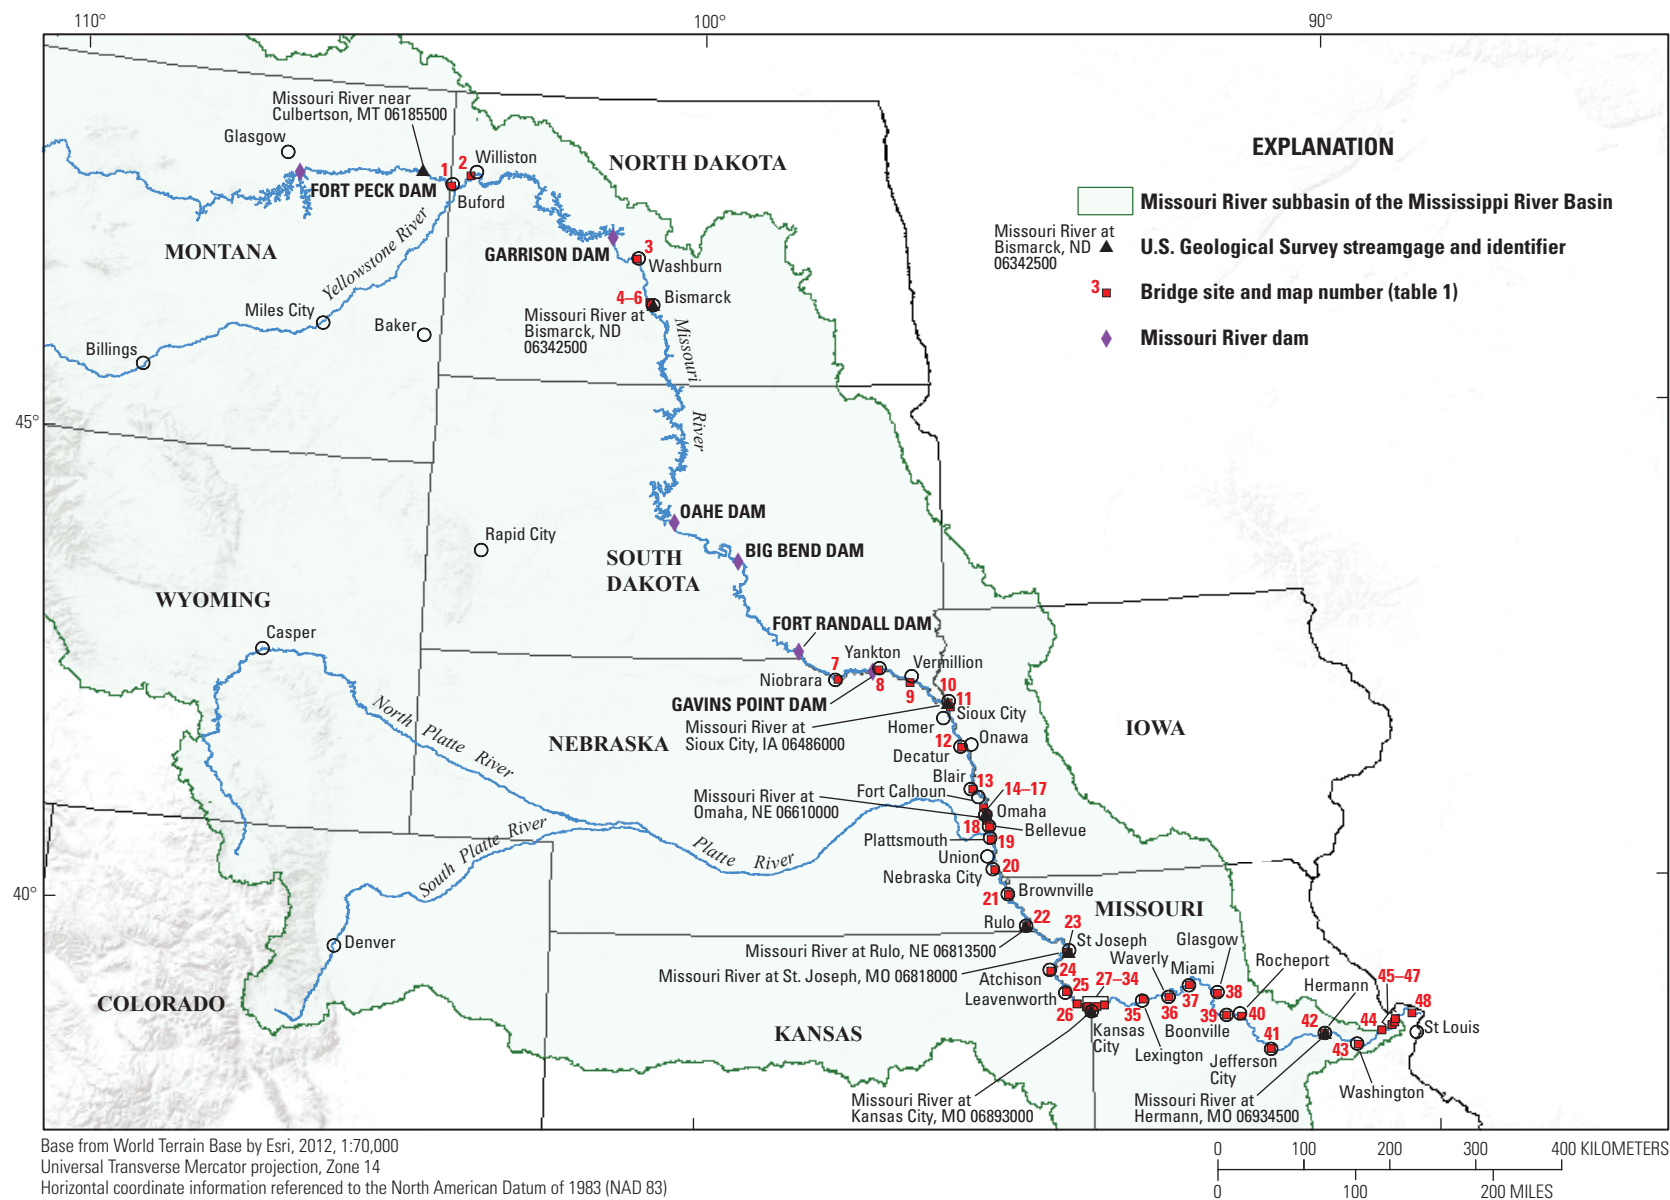 110°
100°
90°
45°
40°
Missouri River near
Culbertson, MT 06185500
Glasgow
FORT PECK DAM
1
2
Williston
Buford
NORTH DAKOTA
MONTANA
Yellowstone River
GARRISON DAM
3
Washburn
4–6
Bismarck
Missouri River at
Bismarck, ND
06342500
Miles City
Baker
Billings
Missouri
River
EXPLANATION
Missouri River subbasin of the Mississippi River Basin
Missouri River at
Bismarck, ND
06342500
U.S. Geological Survey streamgage and identifier
3
Bridge site and map number (table 1)
Missouri River dam
OAHE DAM
Rapid City
BIG BEND DAM
SOUTH
DAKOTA
WYOMING
Casper
FORT RANDALL DAM
7
Yankton
Vermillion
Niobrara
8
9
10
11
GAVINS POINT DAM
Sioux City
Missouri River at
Sioux City, IA 06486000
Homer
IOWA
North Platte River
NEBRASKA
12
Onawa
Decatur
Blair
13
Fort Calhoun
14–17
Missouri River at
Omaha, NE 06610000
Omaha
18
Bellevue
Plattsmouth
19
South Platte River
Platte River
Union
20
Nebraska City
21
Brownville
MISSOURI
Rulo
22
23
St Joseph
Glasgow
Denver
Missouri River at Rulo, NE 06813500
Waverly
Rocheport
Missouri River at St. Joseph, MO 06818000
24
Miami
45–47
Atchison
27–34
Hermann
25
Leavenworth
38
48
COLORADO
26
35
36
37
39
40
42
44
St Louis
KANSAS
Kansas
City
Boonville
41
43
Lexington
Jefferson
City
Washington
Missouri River at
Kansas City, MO 06893000
Missouri River at
Hermann, MO 06934500
Base from World Terrain Base by Esri, 2012, 1:70,000
Universal Transverse Mercator projection, Zone 14
Horizontal coordinate information referenced to the North American Datum of 1983 (NAD 83)
0 100 200 300 400 KILOMETERS
0 100 200 MILES